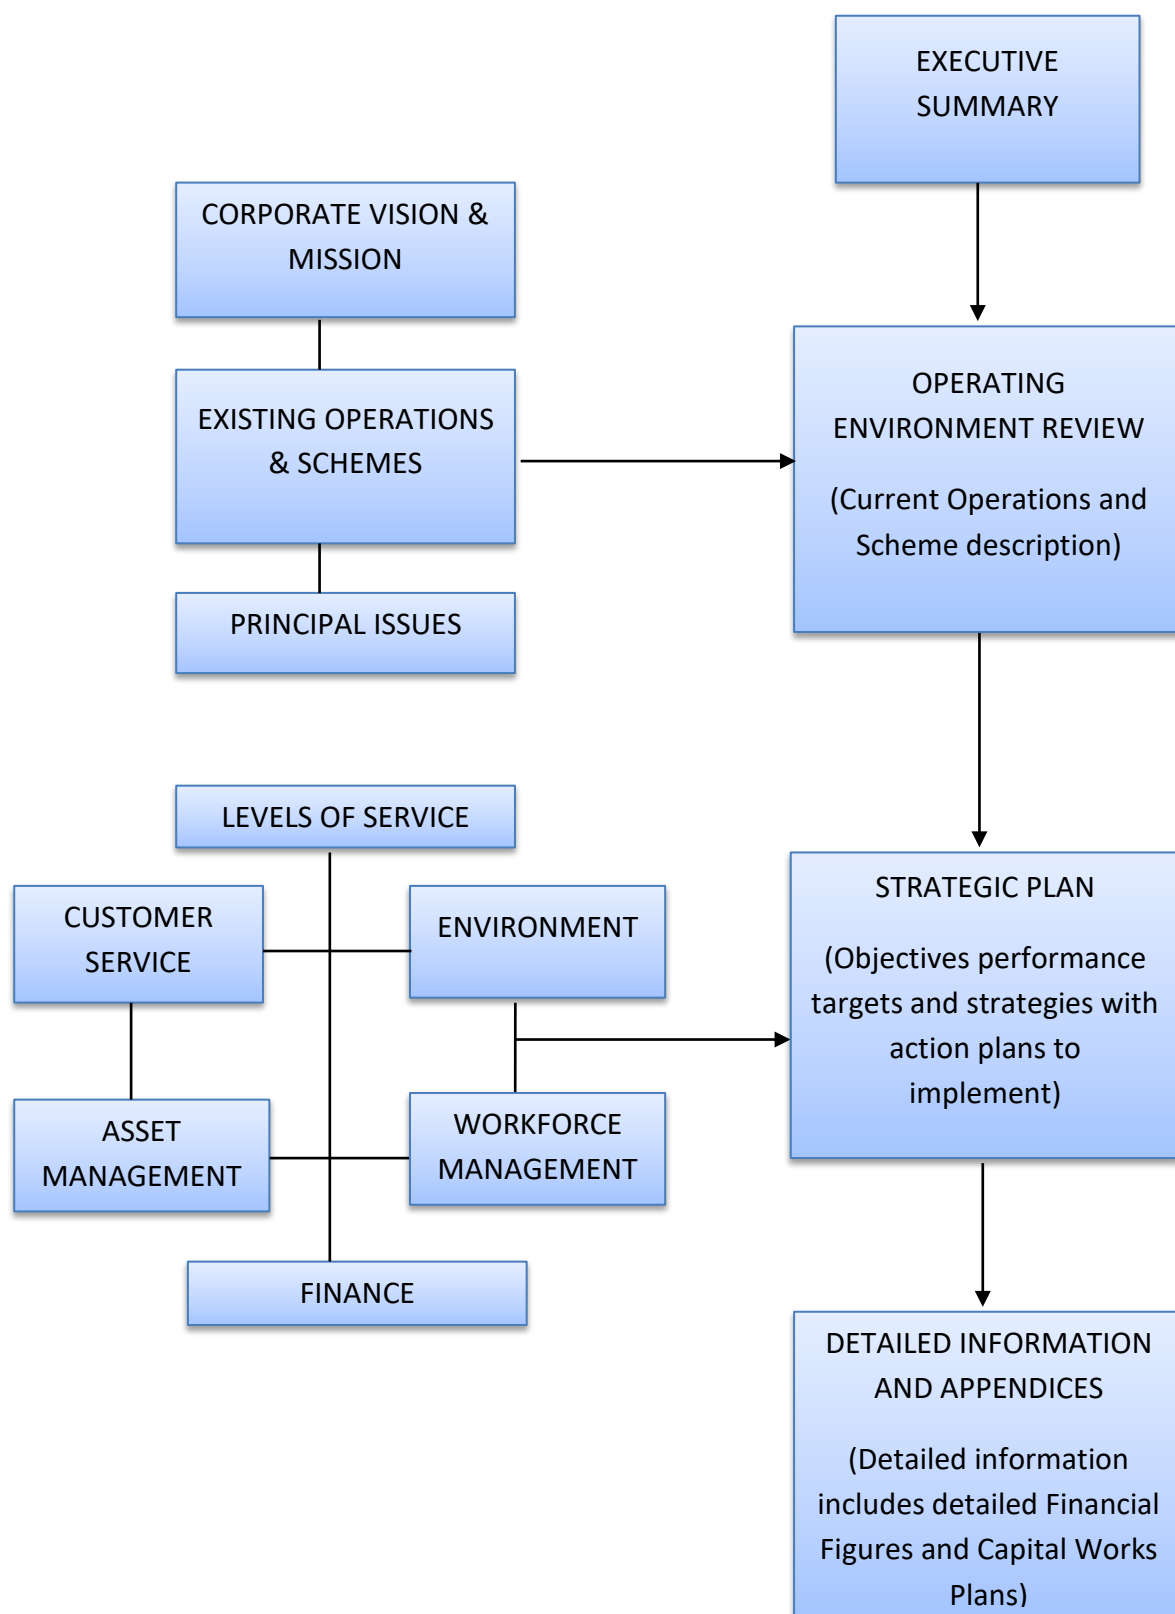 EXECUTIVE
SUMMARY
CORPORATE VISION &
MISSION
EXISTING OPERATIONS
& SCHEMES
PRINCIPAL ISSUES
OPERATING
ENVIRONMENT REVIEW
(Current Operations and
Scheme description)
LEVELS OF SERVICE
CUSTOMER
SERVICE
ENVIRONMENT
ASSET
MANAGEMENT
WORKFORCE
MANAGEMENT
FINANCE
STRATEGIC PLAN
(Objectives performance
targets and strategies with
action plans to
implement)
DETAILED INFORMATION
AND APPENDICES
(Detailed information
includes detailed Financial
Figures and Capital Works
Plans)